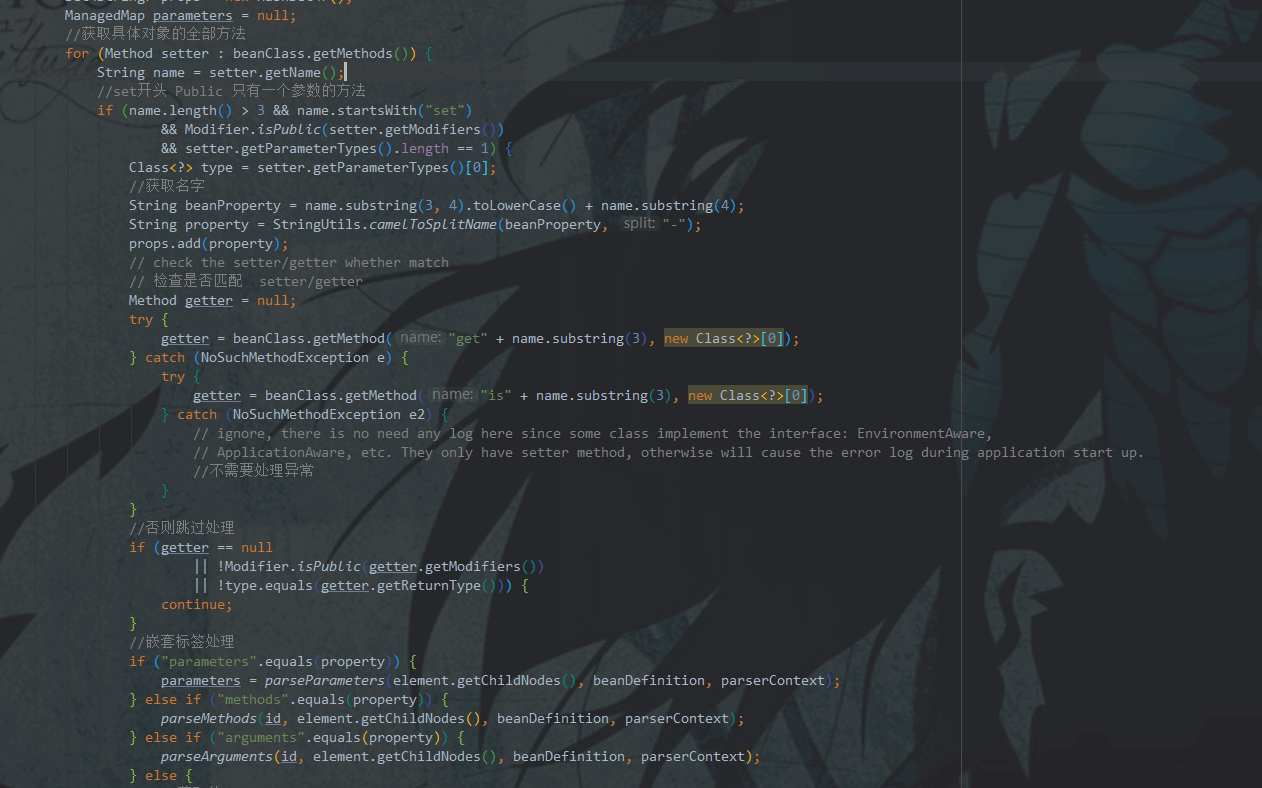 ManagedMap parameters = null;
//获取具体对象的全部方法
for (Method setter : beanClass.getMethods()) {
String name = setter.getName();
//set开头 Public 只有一个参数的方法
if (name.length() > 3 && name.startsWith("set")
&& Modifier.isPublic(setter.getModifiers())
&& setter.getParameterTypes().length == 1) {
Class<?> type = setter.getParameterTypes()[0];
//获取名字
String beanProperty = name.substring(3, 4).toLowerCase() + name.substring(4);
String property = StringUtils.camelToSplitName(beanProperty, split: "-");
props.add(property);
// check the setter/getter whether match
// 检查是否匹配 setter/getter
Method getter = null;
try {
getter = beanClass.getMethod( name: "get" + name.substring(3), new Class<?>[0]);
} catch (NoSuchMethodException e) {
try {
getter = beanClass.getMethod( name: "is" + name.substring(3), new Class<?>[0]);
} catch (NoSuchMethodException e2) {
// ignore, there is no need any log here since some class implement the interface: EnvironmentAware,
// ApplicationAware, etc. They only have setter method, otherwise will cause the error log during application start up.
//不需要处理异常
}
}
//否则跳过处理
if (getter == null
|| !Modifier.isPublic(getter.getModifiers())
|| !type.equals(getter.getReturnType())) {
continue;
}
//嵌套标签处理
if ("parameters".equals(property)) {
parameters = parseParameters(element.getChildNodes(), beanDefinition, parserContext);
} else if ("methods".equals(property)) {
parseMethods(id, element.getChildNodes(), beanDefinition, parserContext);
} else if ("arguments".equals(property)) {
parseArguments(id, element.getChildNodes(), beanDefinition, parserContext);
} else {